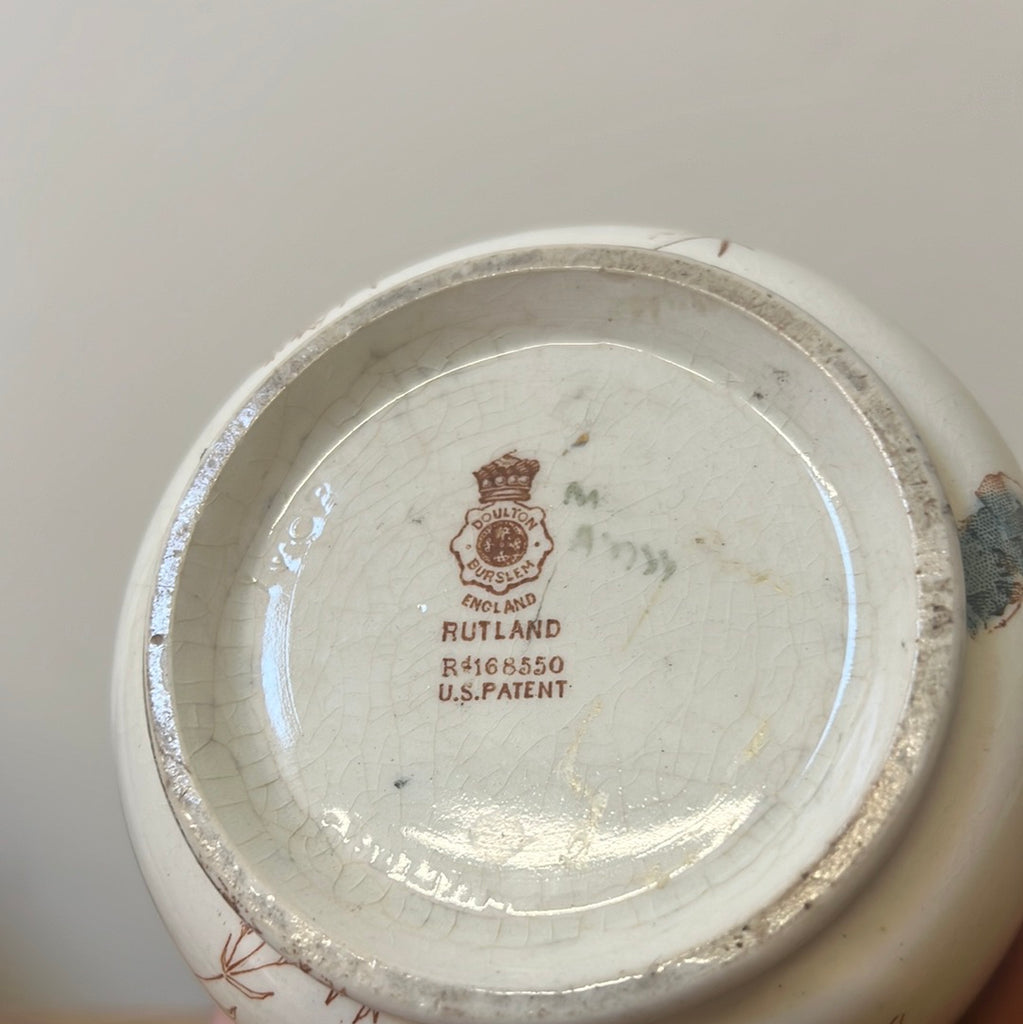 DOULTON
BURSLEM
ENGLAND
RUTLAND
Rd 168550
U.S. PATENT